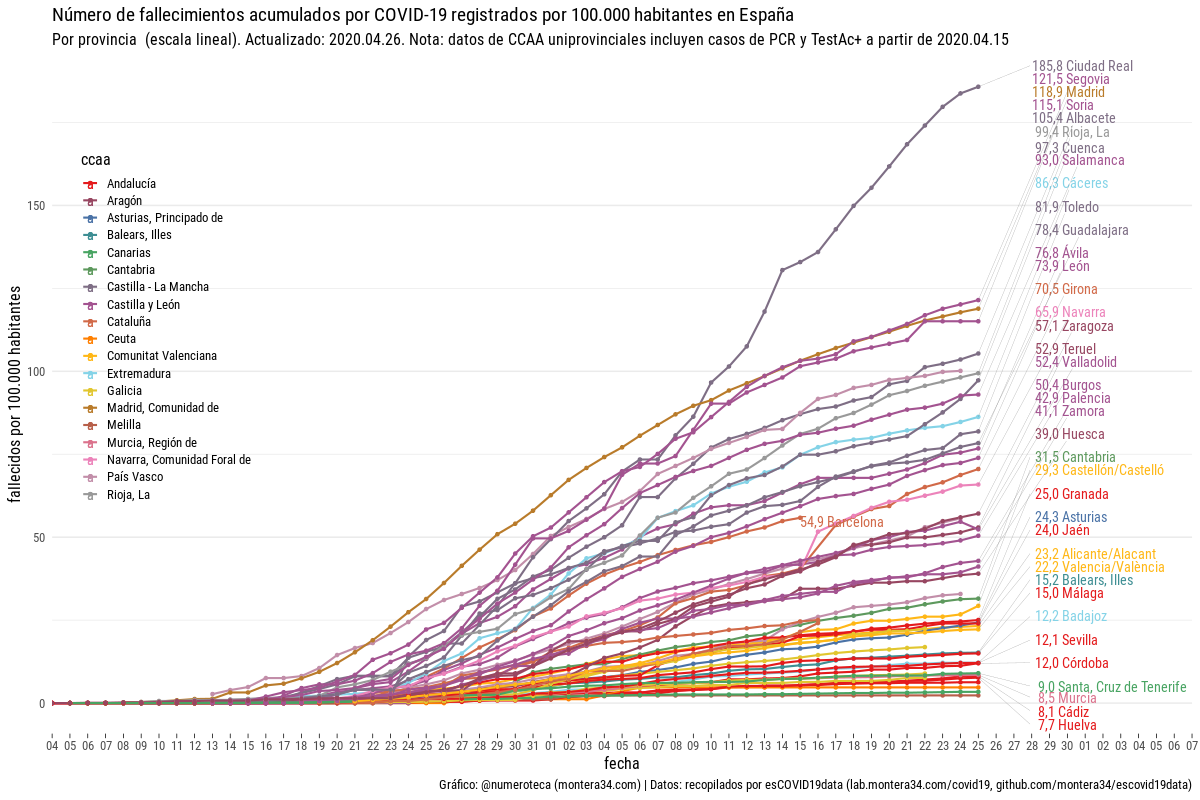 Número de fallecimientos acumulados por COVID-19 registrados por 100.000 habitantes en España
Por provincia  (escala lineal). Actualizado: 2020.04.26. Nota: datos de CCAA uniprovinciales incluyen casos de PCR y TestAc+ a partir de 2020.04.15
fallecidos por 100.000 habitantes
150
100
50
0
ccaa
Andalucía
Aragón
Asturias, Principado de
Balears, Illes
Canarias
Cantabria
Castilla - La Mancha
Castilla y León
Cataluña
Ceuta
Comunitat Valenciana
Extremadura
Galicia
Madrid, Comunidad de
Melilla
Murcia, Región de
Navarra, Comunidad Foral de
País Vasco
Rioja, La
185,8 Ciudad Real
121,5 Segovia
118,9 Madrid
115,1 Soria
105,4 Albacete
99,4 Rioja, La
97,3 Cuenca
93,0 Salamanca
86,3 Cáceres
81,9 Toledo
78,4 Guadalajara
76,8 Ávila
73,9 León
70,5 Girona
65,9 Navarra
57,1 Zaragoza
52,9 Teruel
52,4 Valladolid
50,4 Burgos
42,9 Palencia
41,1 Zamora
39,0 Huesca
31,5 Cantabria
29,3 Castellón/Castelló
25,0 Granada
24,3 Asturias
24,0 Jaén
23,2 Alicante/Alacant
22,2 Valencia/València
15,2 Balears, Illes
15,0 Málaga
12,2 Badajoz
12,1 Sevilla
12,0 Córdoba
9,0 Santa, Cruz de Tenerife
8,5 Murcia
8,1 Cádiz
7,7 Huelva
54,9 Barcelona
04 05 06 07 08 09 10 11 12 13 14 15 16 17 18 19 20 21 22 23 24 25 26 27 28 29 30 31 01 02 03 04 05 06 07 08 09 10 11 12 13 14 15 16 17 18 19 20 21 22 23 24 25 26 27 28 29 30 01 02 03 04 05 06 07
fecha
Gráfico: @numeroteca (montera34.com) | Datos: recopilados por esCOVID19data (lab.montera34.com/covid19, github.com/montera34/escovid19data)